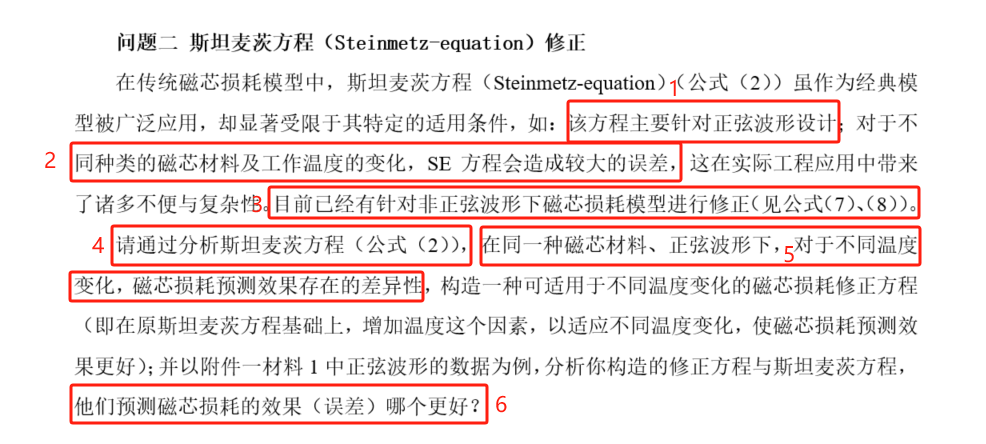 问题二 斯坦麦茨方程（Steinmetz-equation）修正
在传统磁芯损耗模型中，斯坦麦茨方程（Steinmetz-equation）（公式（2））虽作为经典模
1
型被广泛应用，却显著受限于其特定的适用条件，如：该方程主要针对正弦波形设计；对于不
2
同种类的磁芯材料及工作温度的变化，SE 方程会造成较大的误差，这在实际工程应用中带来
了诸多不便与复杂性。目前已经有针对非正弦波形下磁芯损耗模型进行修正（见公式（7）、（8））。
3
4
请通过分析斯坦麦茨方程（公式（2）），在同一种磁芯材料、正弦波形下，对于不同温度
5
变化，磁芯损耗预测效果存在的差异性，构造一种可适用于不同温度变化的磁芯损耗修正方程
（即在原斯坦麦茨方程基础上，增加温度这个因素，以适应不同温度变化，使磁芯损耗预测效
果更好）；并以附件一材料 1 中正弦波形的数据为例，分析你构造的修正方程与斯坦麦茨方程，
他们预测磁芯损耗的效果（误差）哪个更好？
6